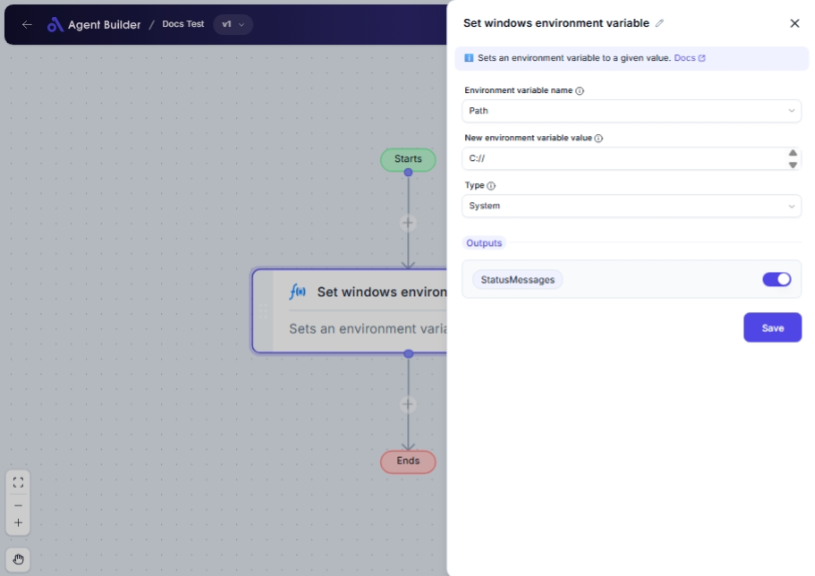 Agent Builder / Docs Test v1
Starts
Set windows environ
Sets an environment varia
Ends
Set windows environment variable
Sets an environment variable to a given value. Docs
Environment variable name
Path
New environment variable value
C://
Type
System
Outputs
StatusMessages
Save